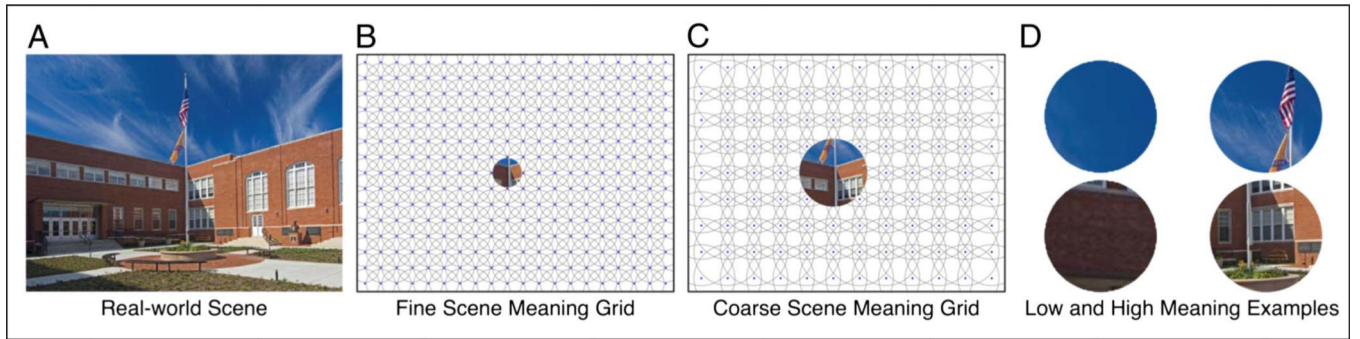 A
B
C
D
Real-world Scene
Fine Scene Meaning Grid
Coarse Scene Meaning Grid
Low and High Meaning Examples